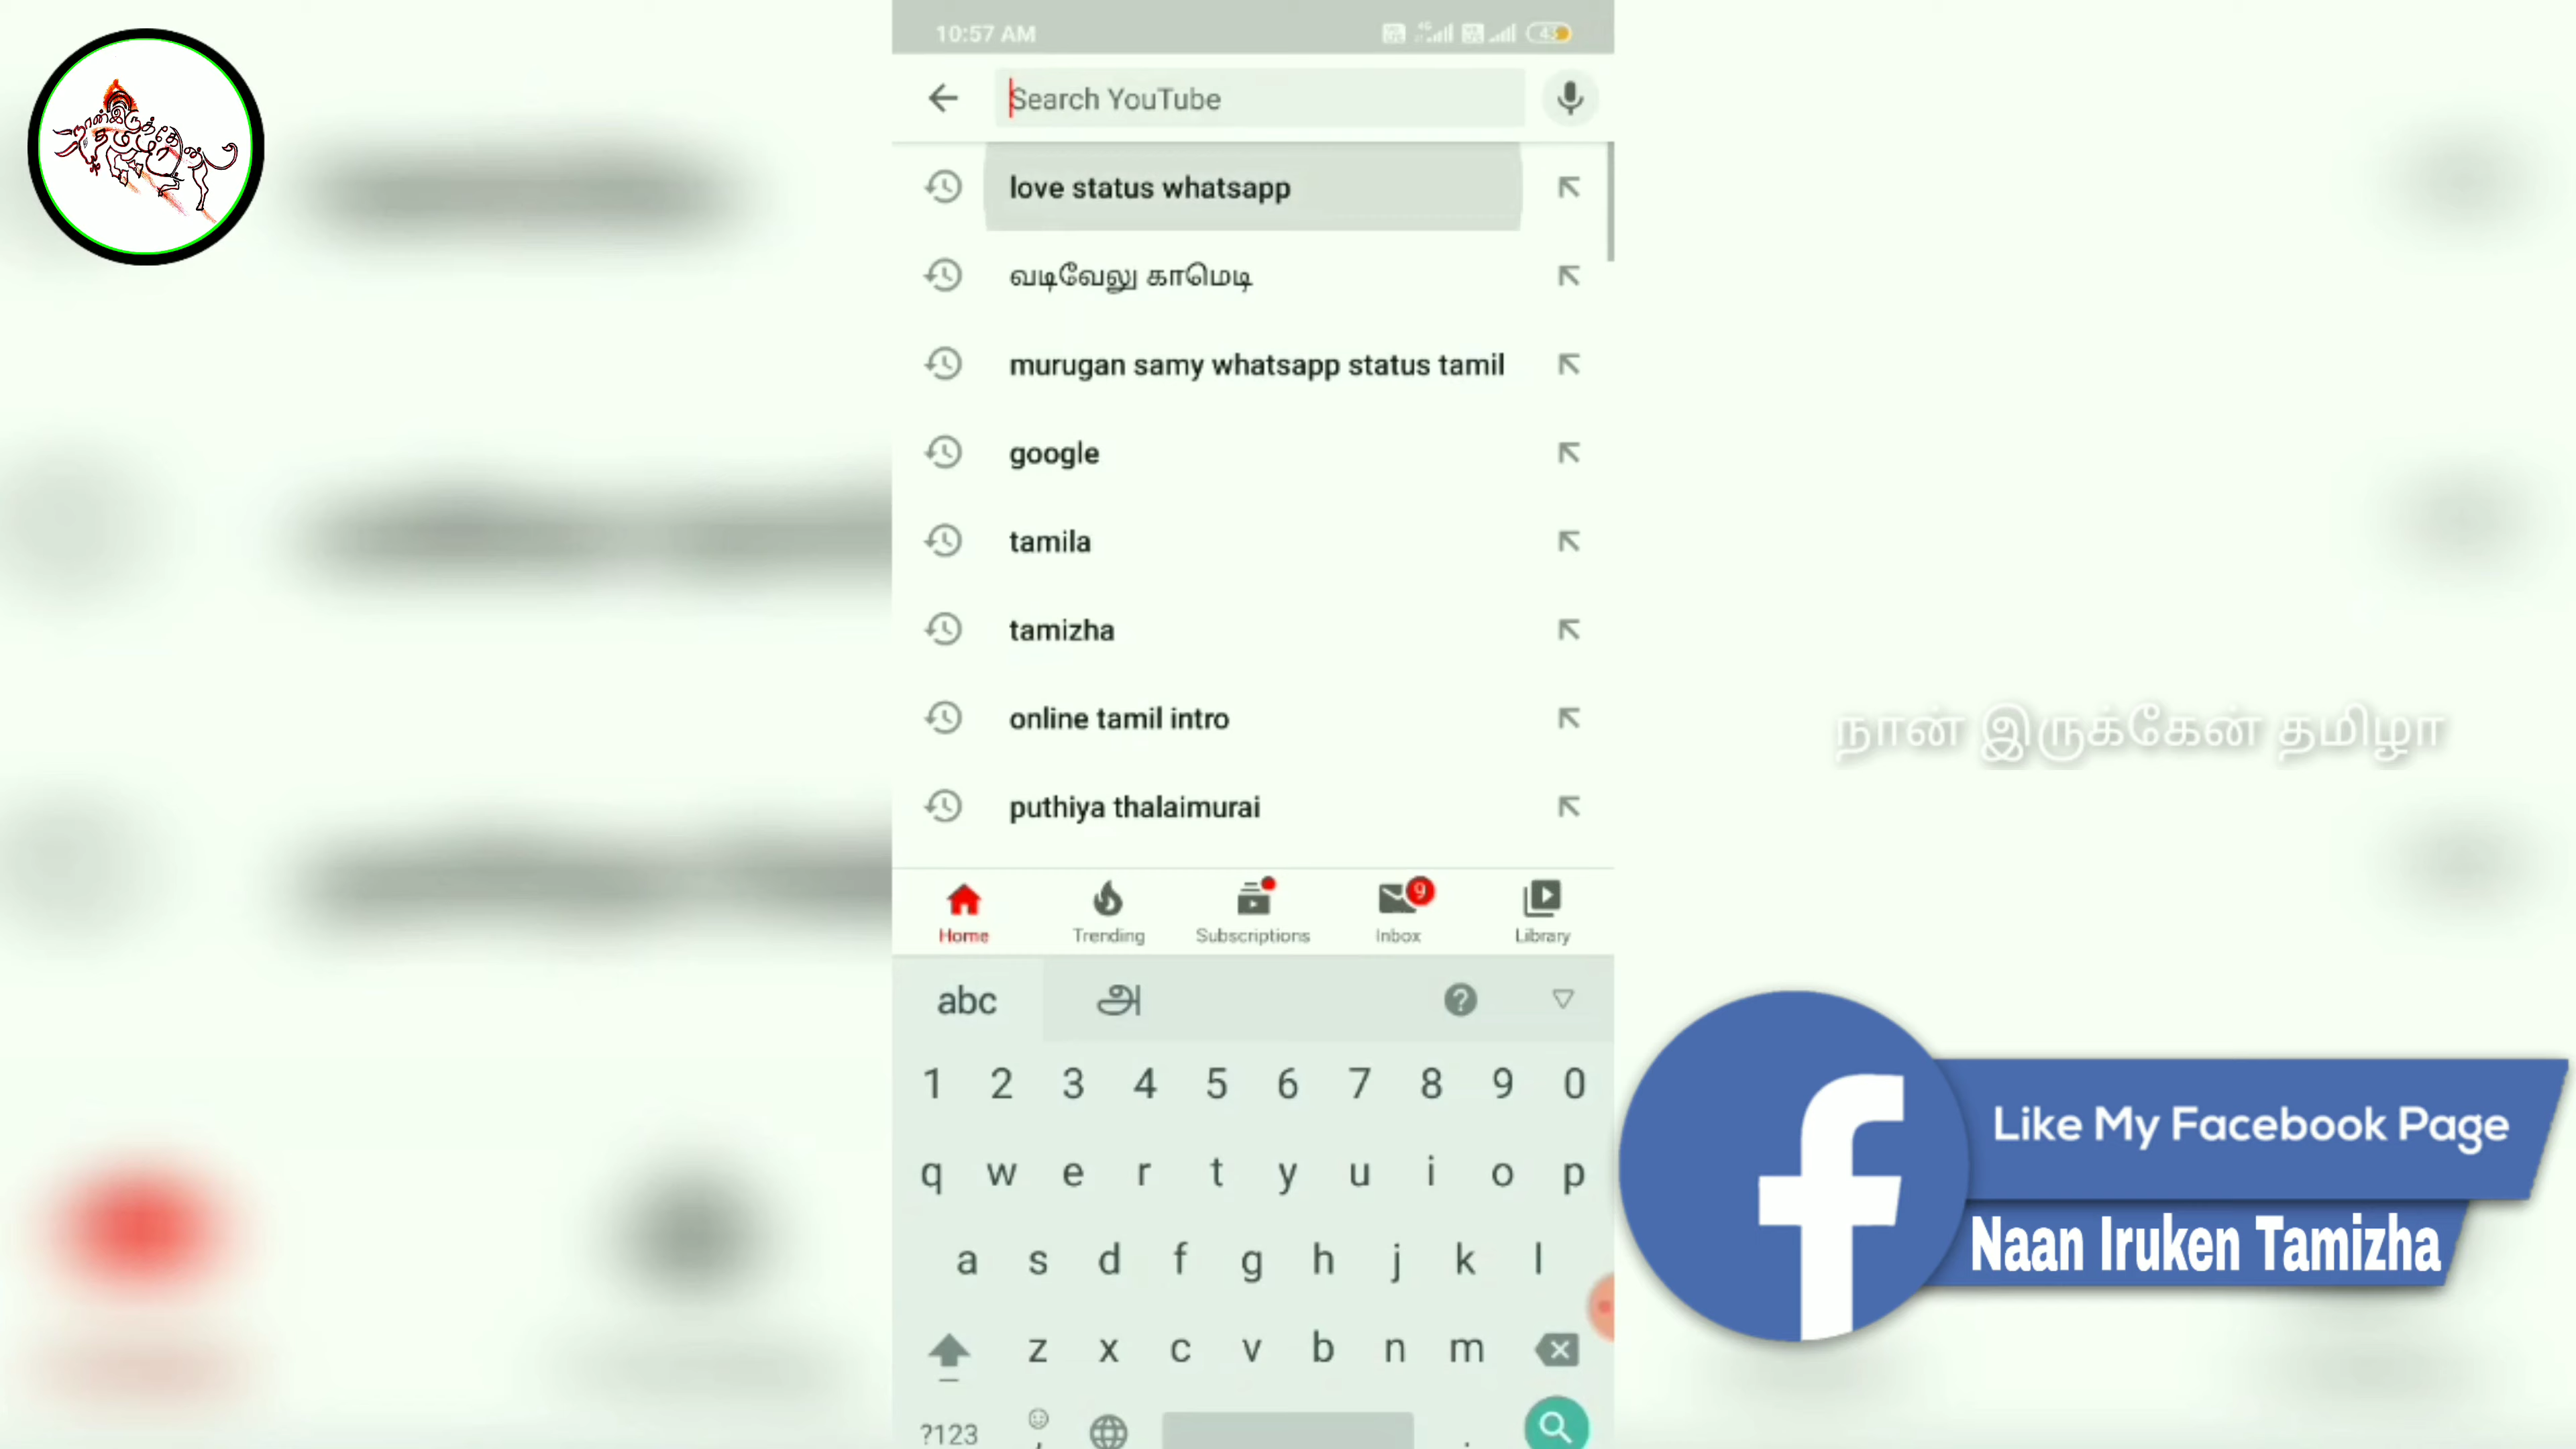 10:57 AM
43
Search YouTube
love status whatsapp
வடிவேலு காமெடி
murugan samy whatsapp status tamil
google
tamila
tamizha
online tamil intro
puthiya thalaimurai
நான் இருக்கேன் தமிழா
Home Trending Subscriptions Inbox 9 Library
abc அ
1 2 3 4 5 6 7 8 9 0
q w e r t y u i o p
a s d f g h j k l
z x c v b n m
?123
Like My Facebook Page
Naan Iruken Tamizha